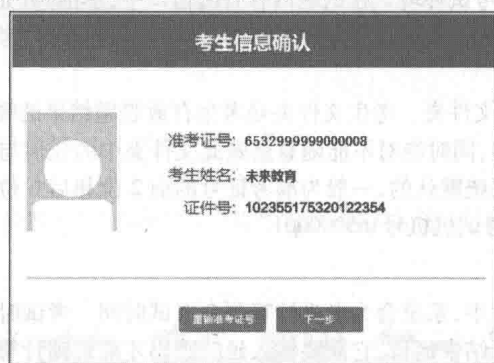 考生信息确认
准考证号: 6532999999000008
考生姓名: 未来教育
证件号: 102355175320122354
重输准考证号
下一步